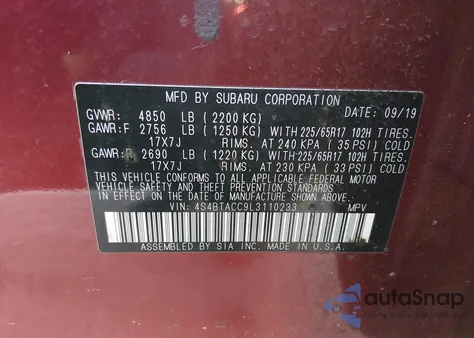 MFD BY SUBARU CORPORATION DATE: 09/19
GVWR: 4850 LB (2200 KG)
GAWR:F 2756 LB (1250 KG) WITH 225/65R17 102H TIRES.
17X7J RIMS. AT 240 KPA (35 PSI) COLD
GAWR:R 2690 LB (1220 KG) WITH 225/65R17 102H TIRES.
17X7J RIMS. AT 230 KPA (33 PSI) COLD
THIS VEHICLE CONFORMS TO ALL APPLICABLE FEDERAL MOTOR
VEHICLE SAFETY AND THEFT PREVENTION STANDARDS
IN EFFECT ON THE DATE OF MANUFACTURE SHOWN ABOVE.
VIN: 4S4BTACC9L3110233 MPV
ASSEMBLED BY SIA INC. MADE IN U.S.A.
autaSnap